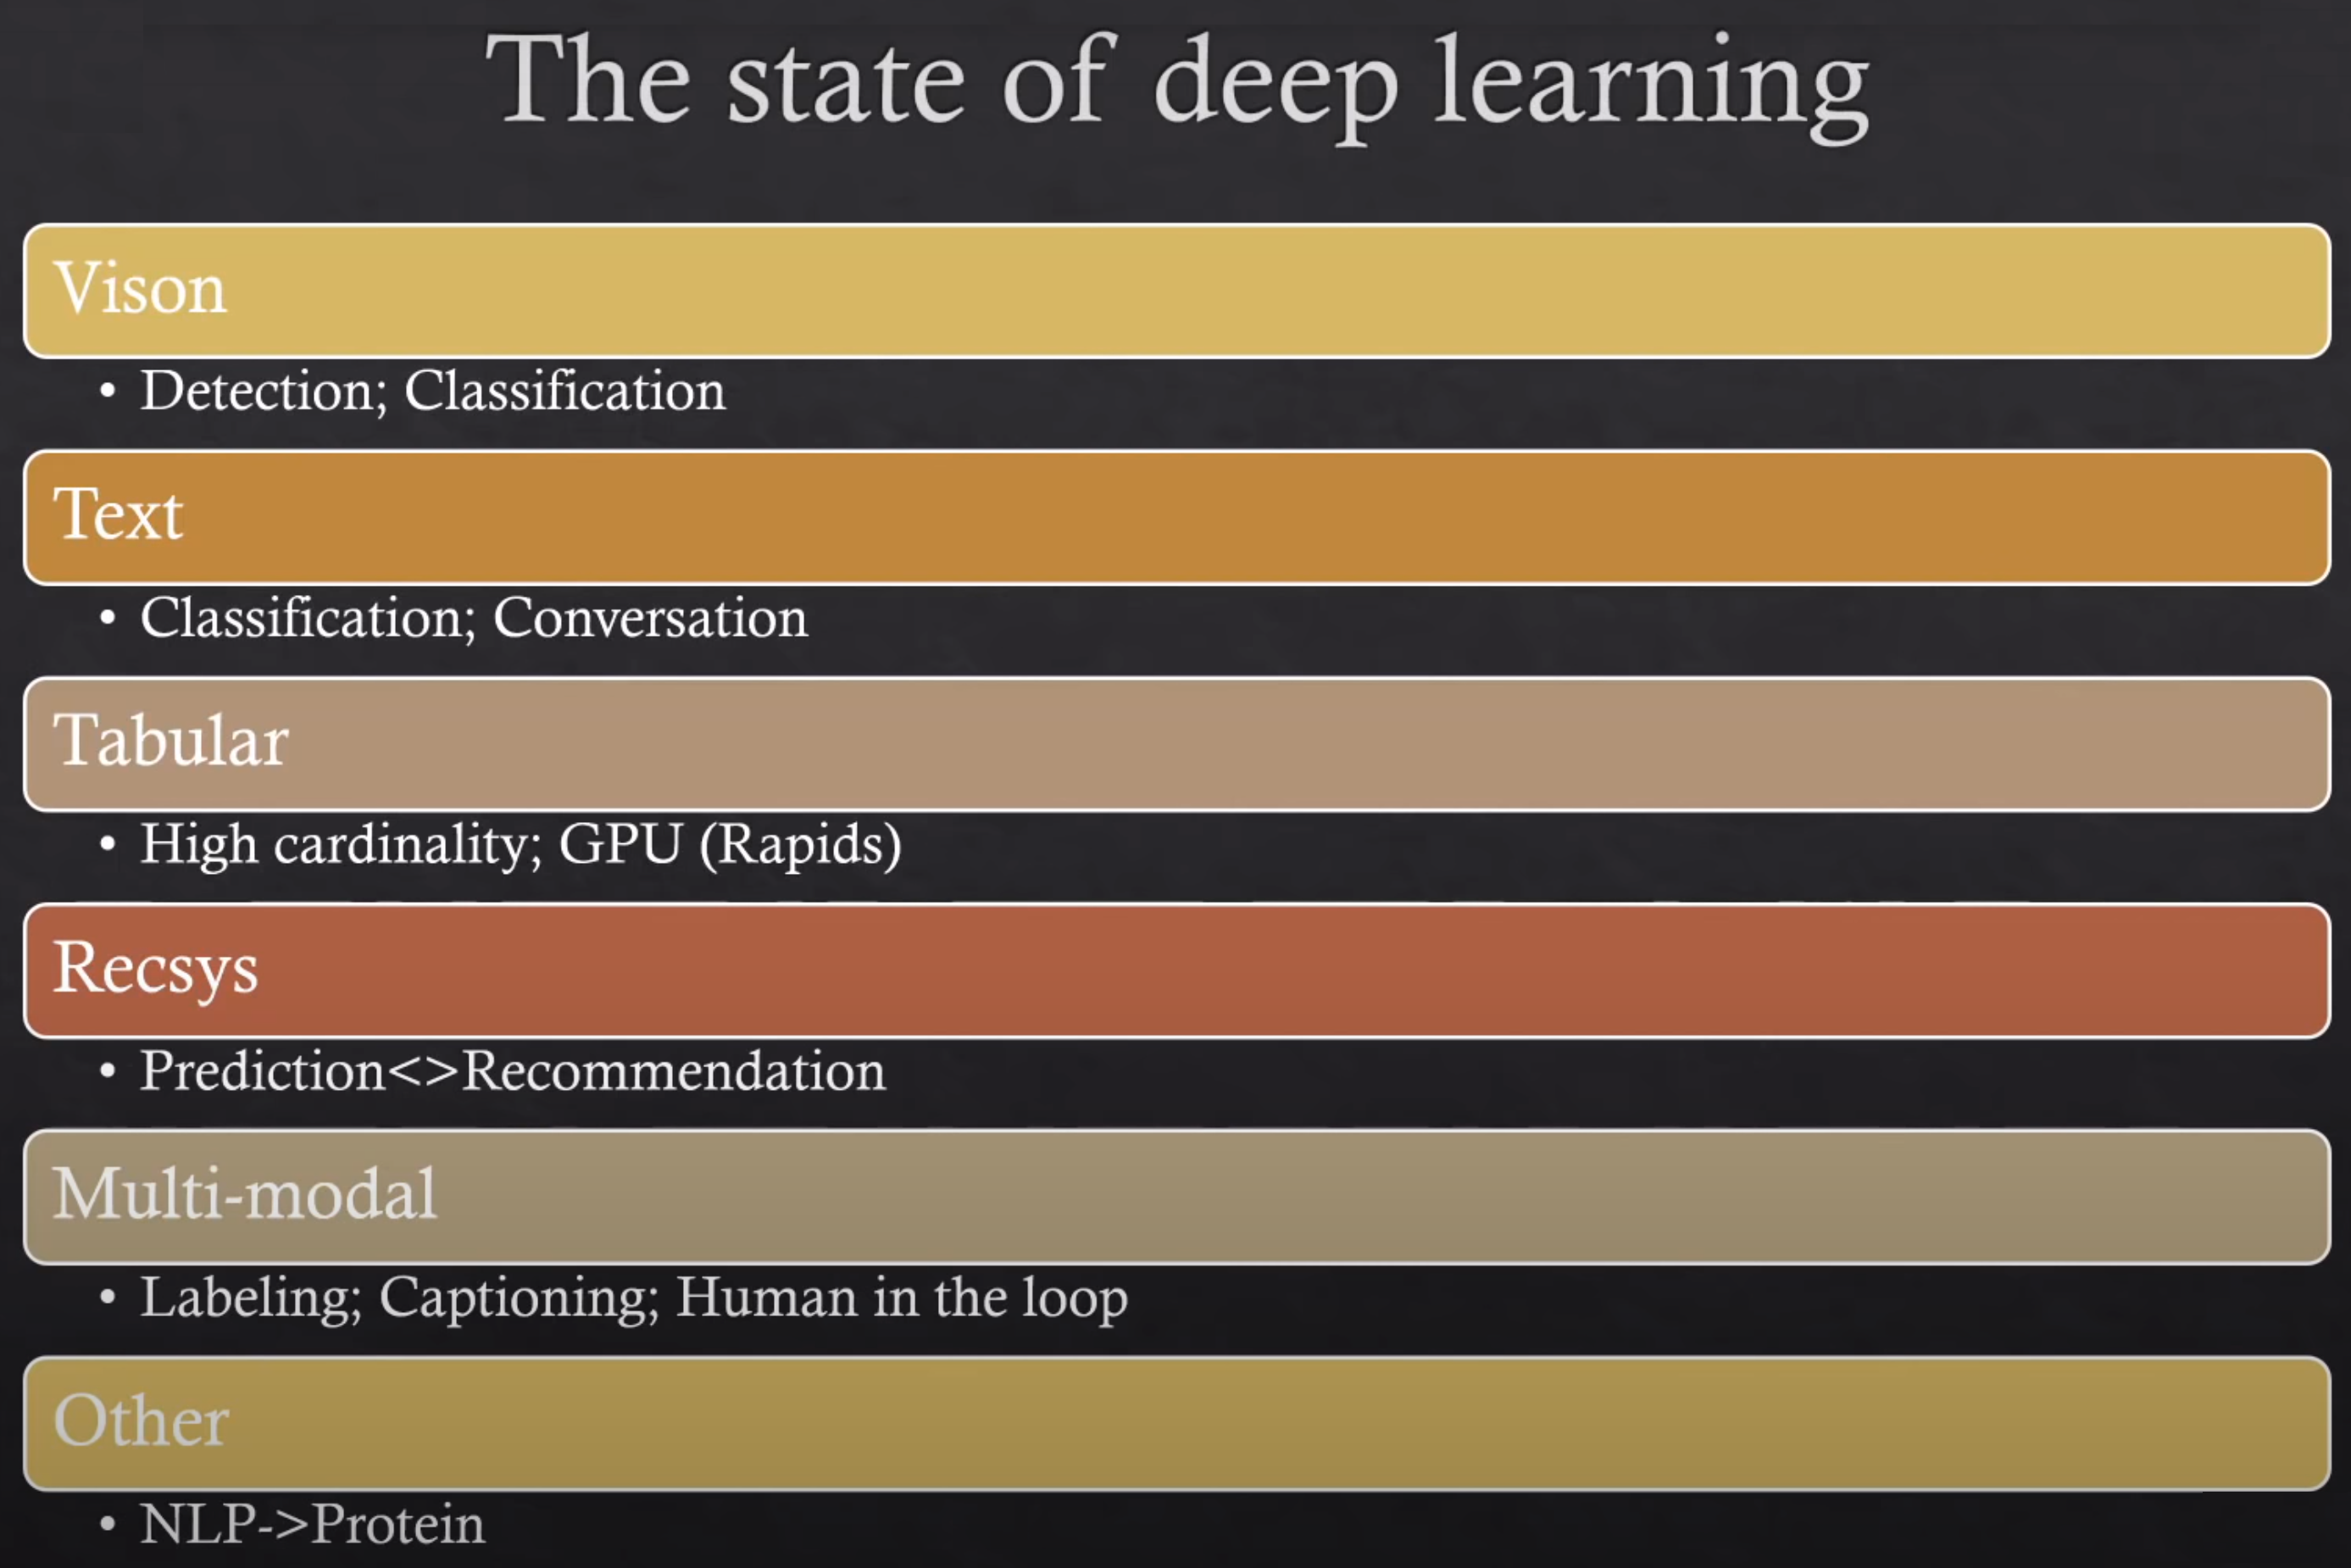 The state of deep learning
Vison
• Detection; Classification
Text
• Classification; Conversation
Tabular
• High cardinality; GPU (Rapids)
Recsys
• Prediction<>Recommendation
Multi-modal
• Labeling; Captioning; Human in the loop
Other
• NLP->Protein